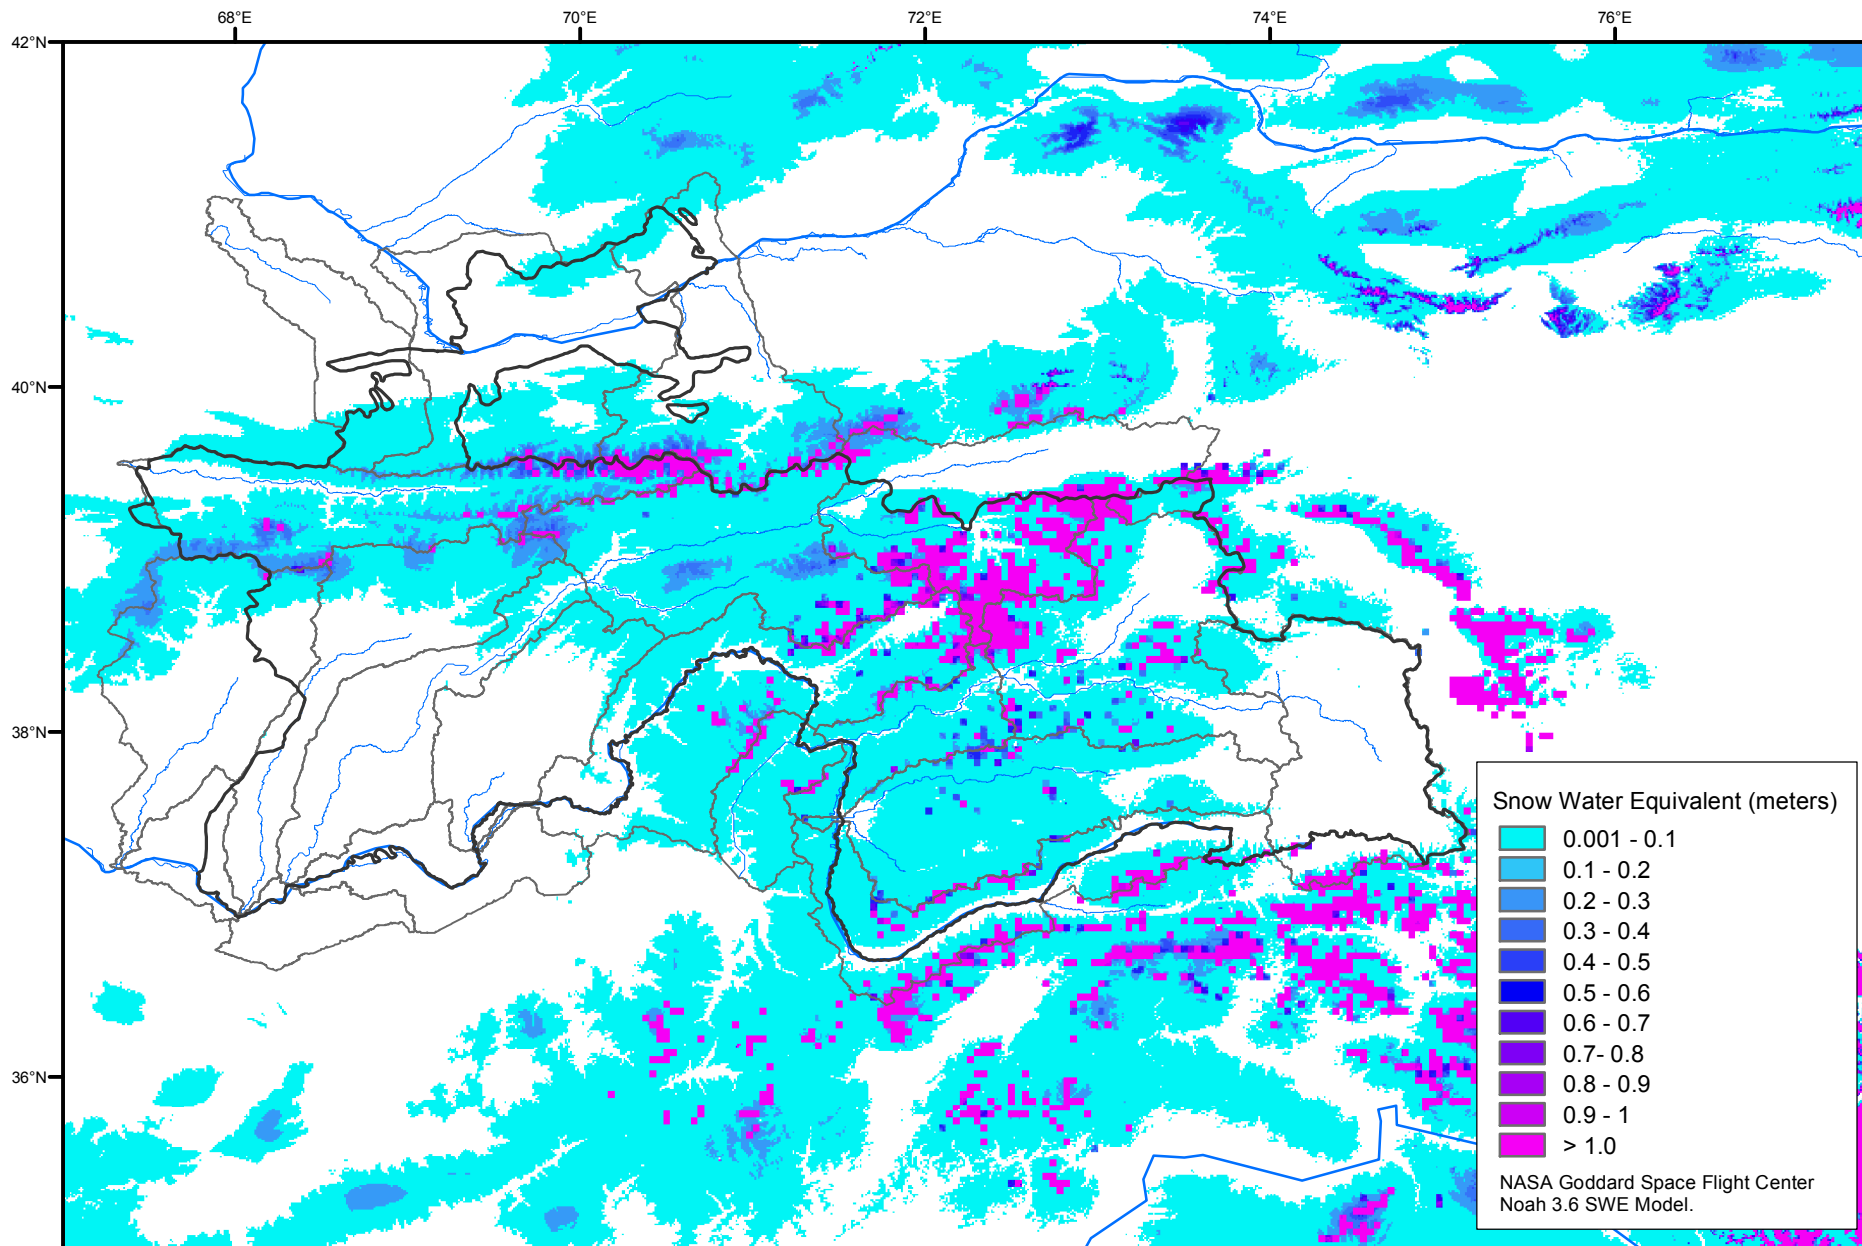 68°E 70°E 72°E 74°E 76°E
42°N
40°N
38°N
36°N
Snow Water Equivalent (meters)
0.001 - 0.1
0.1 - 0.2
0.2 - 0.3
0.3 - 0.4
0.4 - 0.5
0.5 - 0.6
0.6 - 0.7
0.7- 0.8
0.8 - 0.9
0.9 - 1
> 1.0
NASA Goddard Space Flight Center
Noah 3.6 SWE Model.